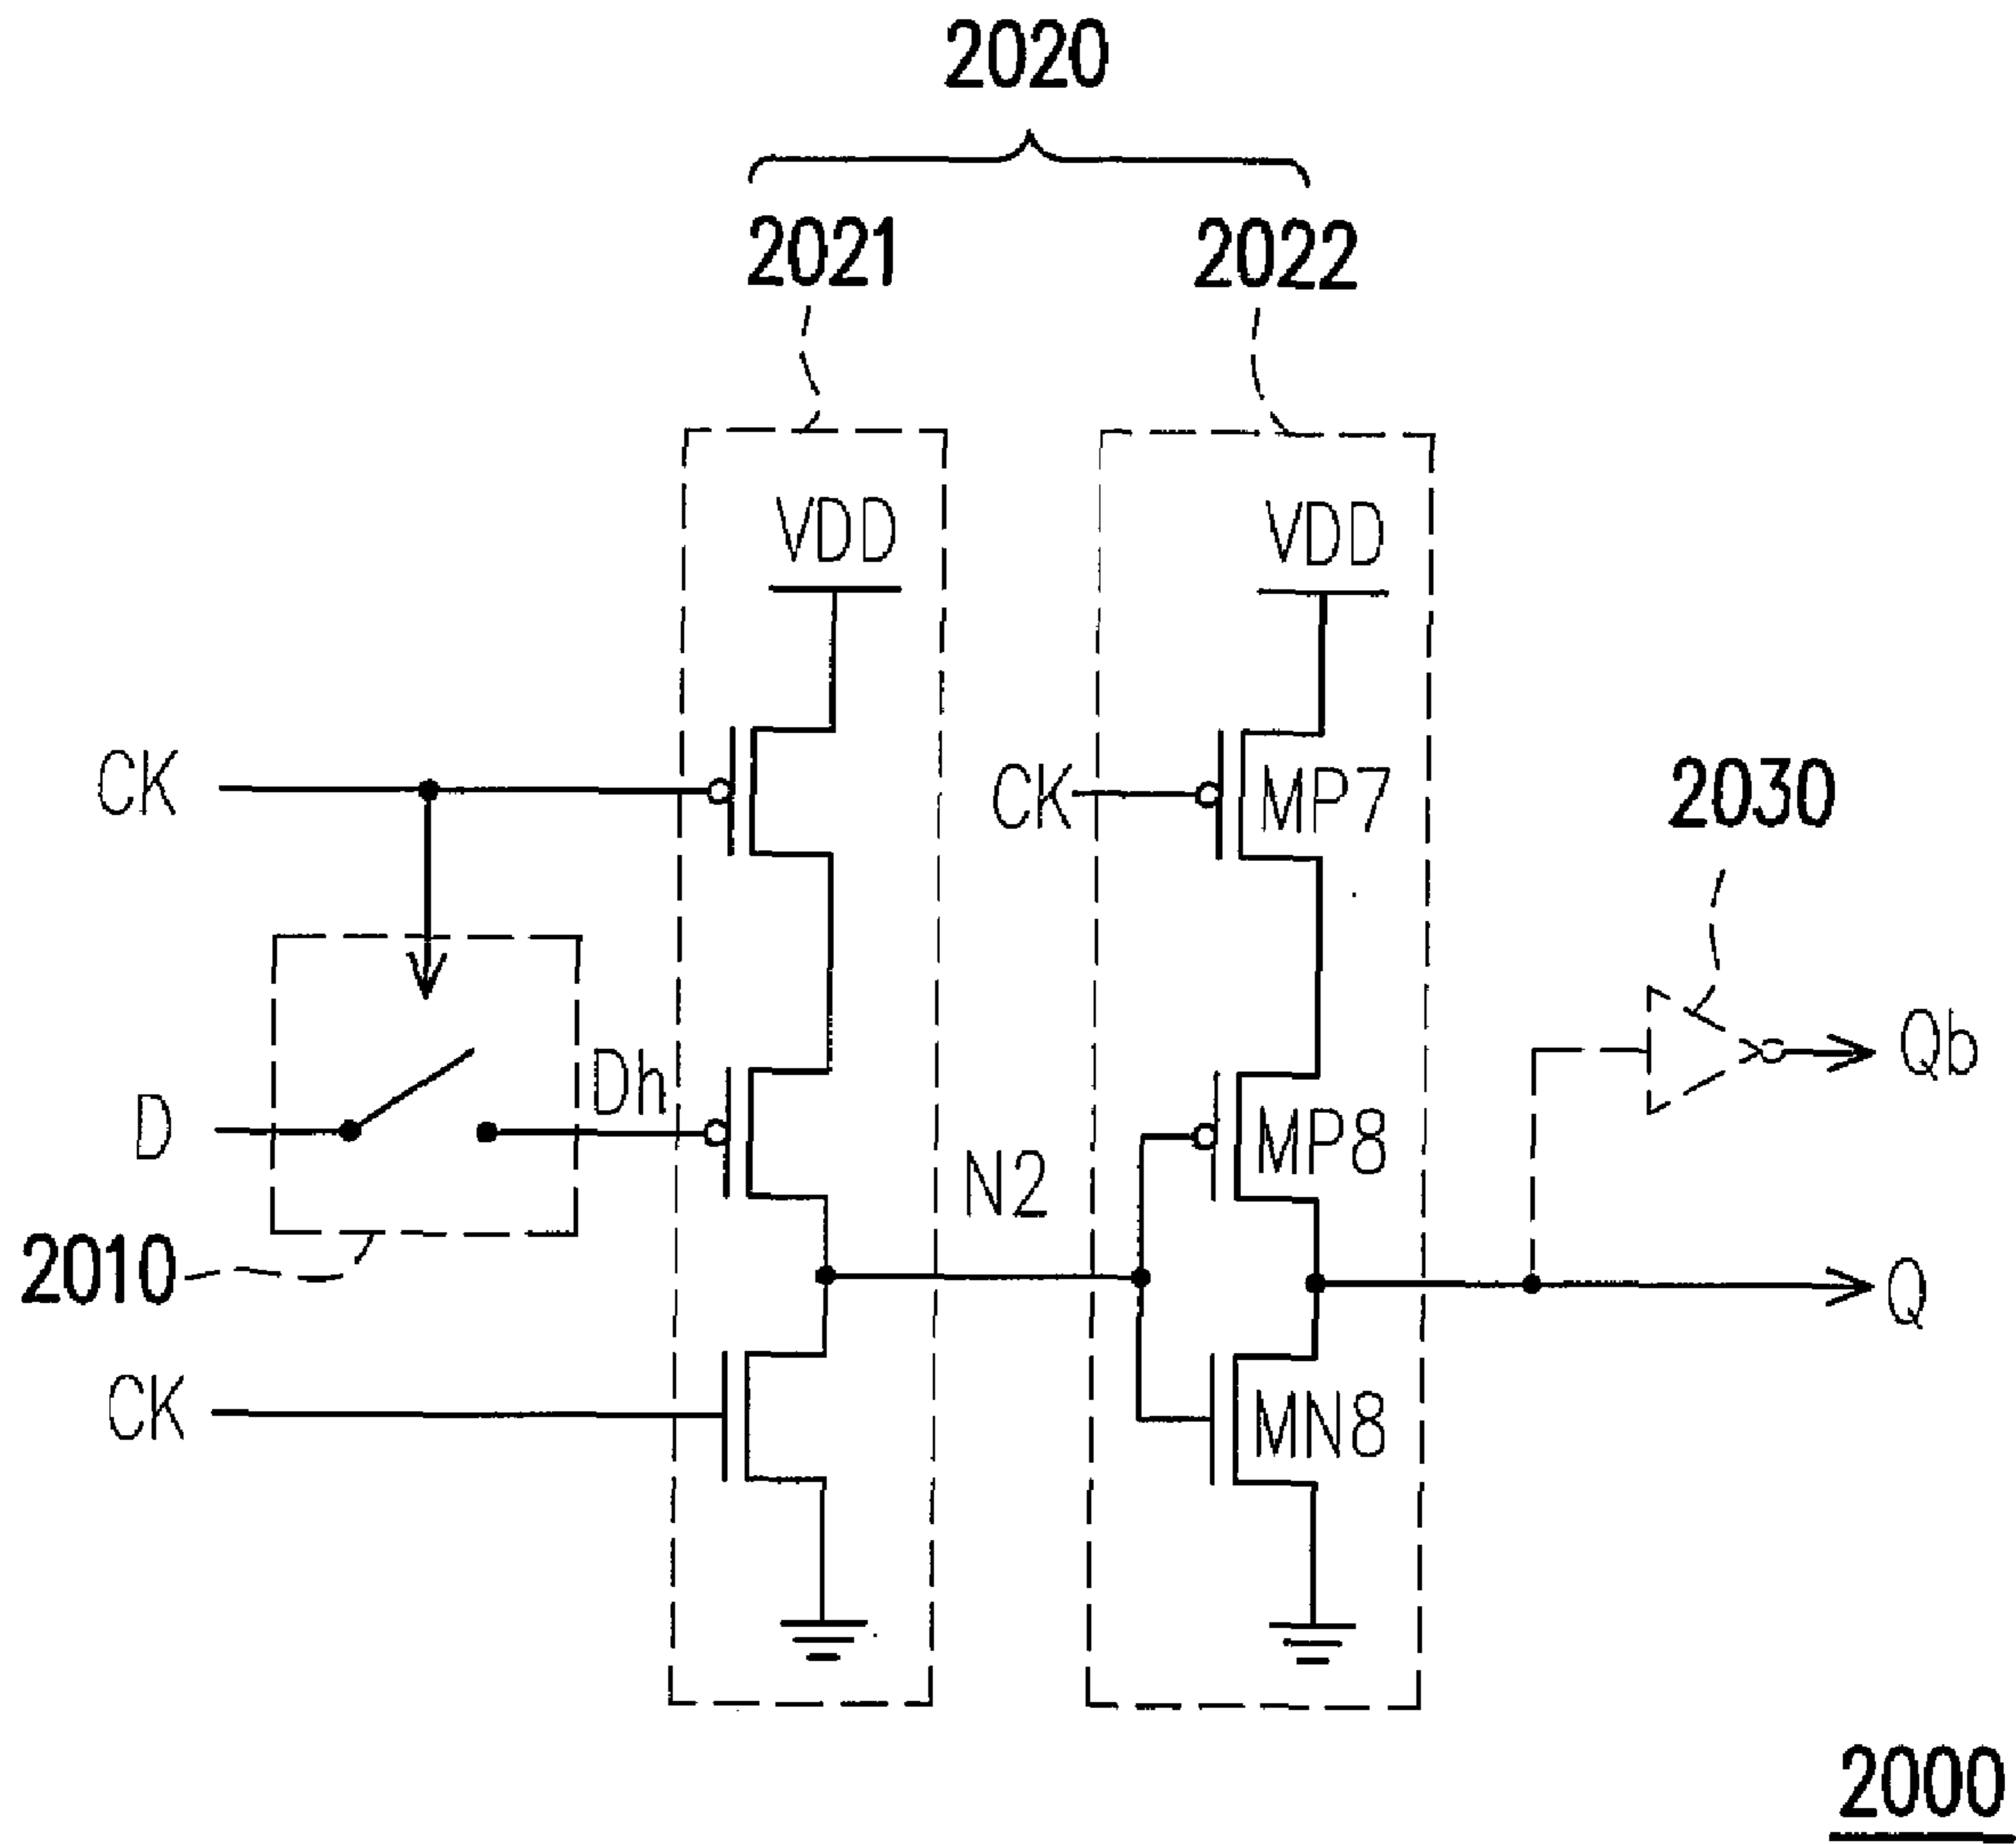 2020
2021 2022
VDD VDD
CK CK MP7 2030
D Dh MP8 Qb
N2
2010 Q
CK MN8
2000